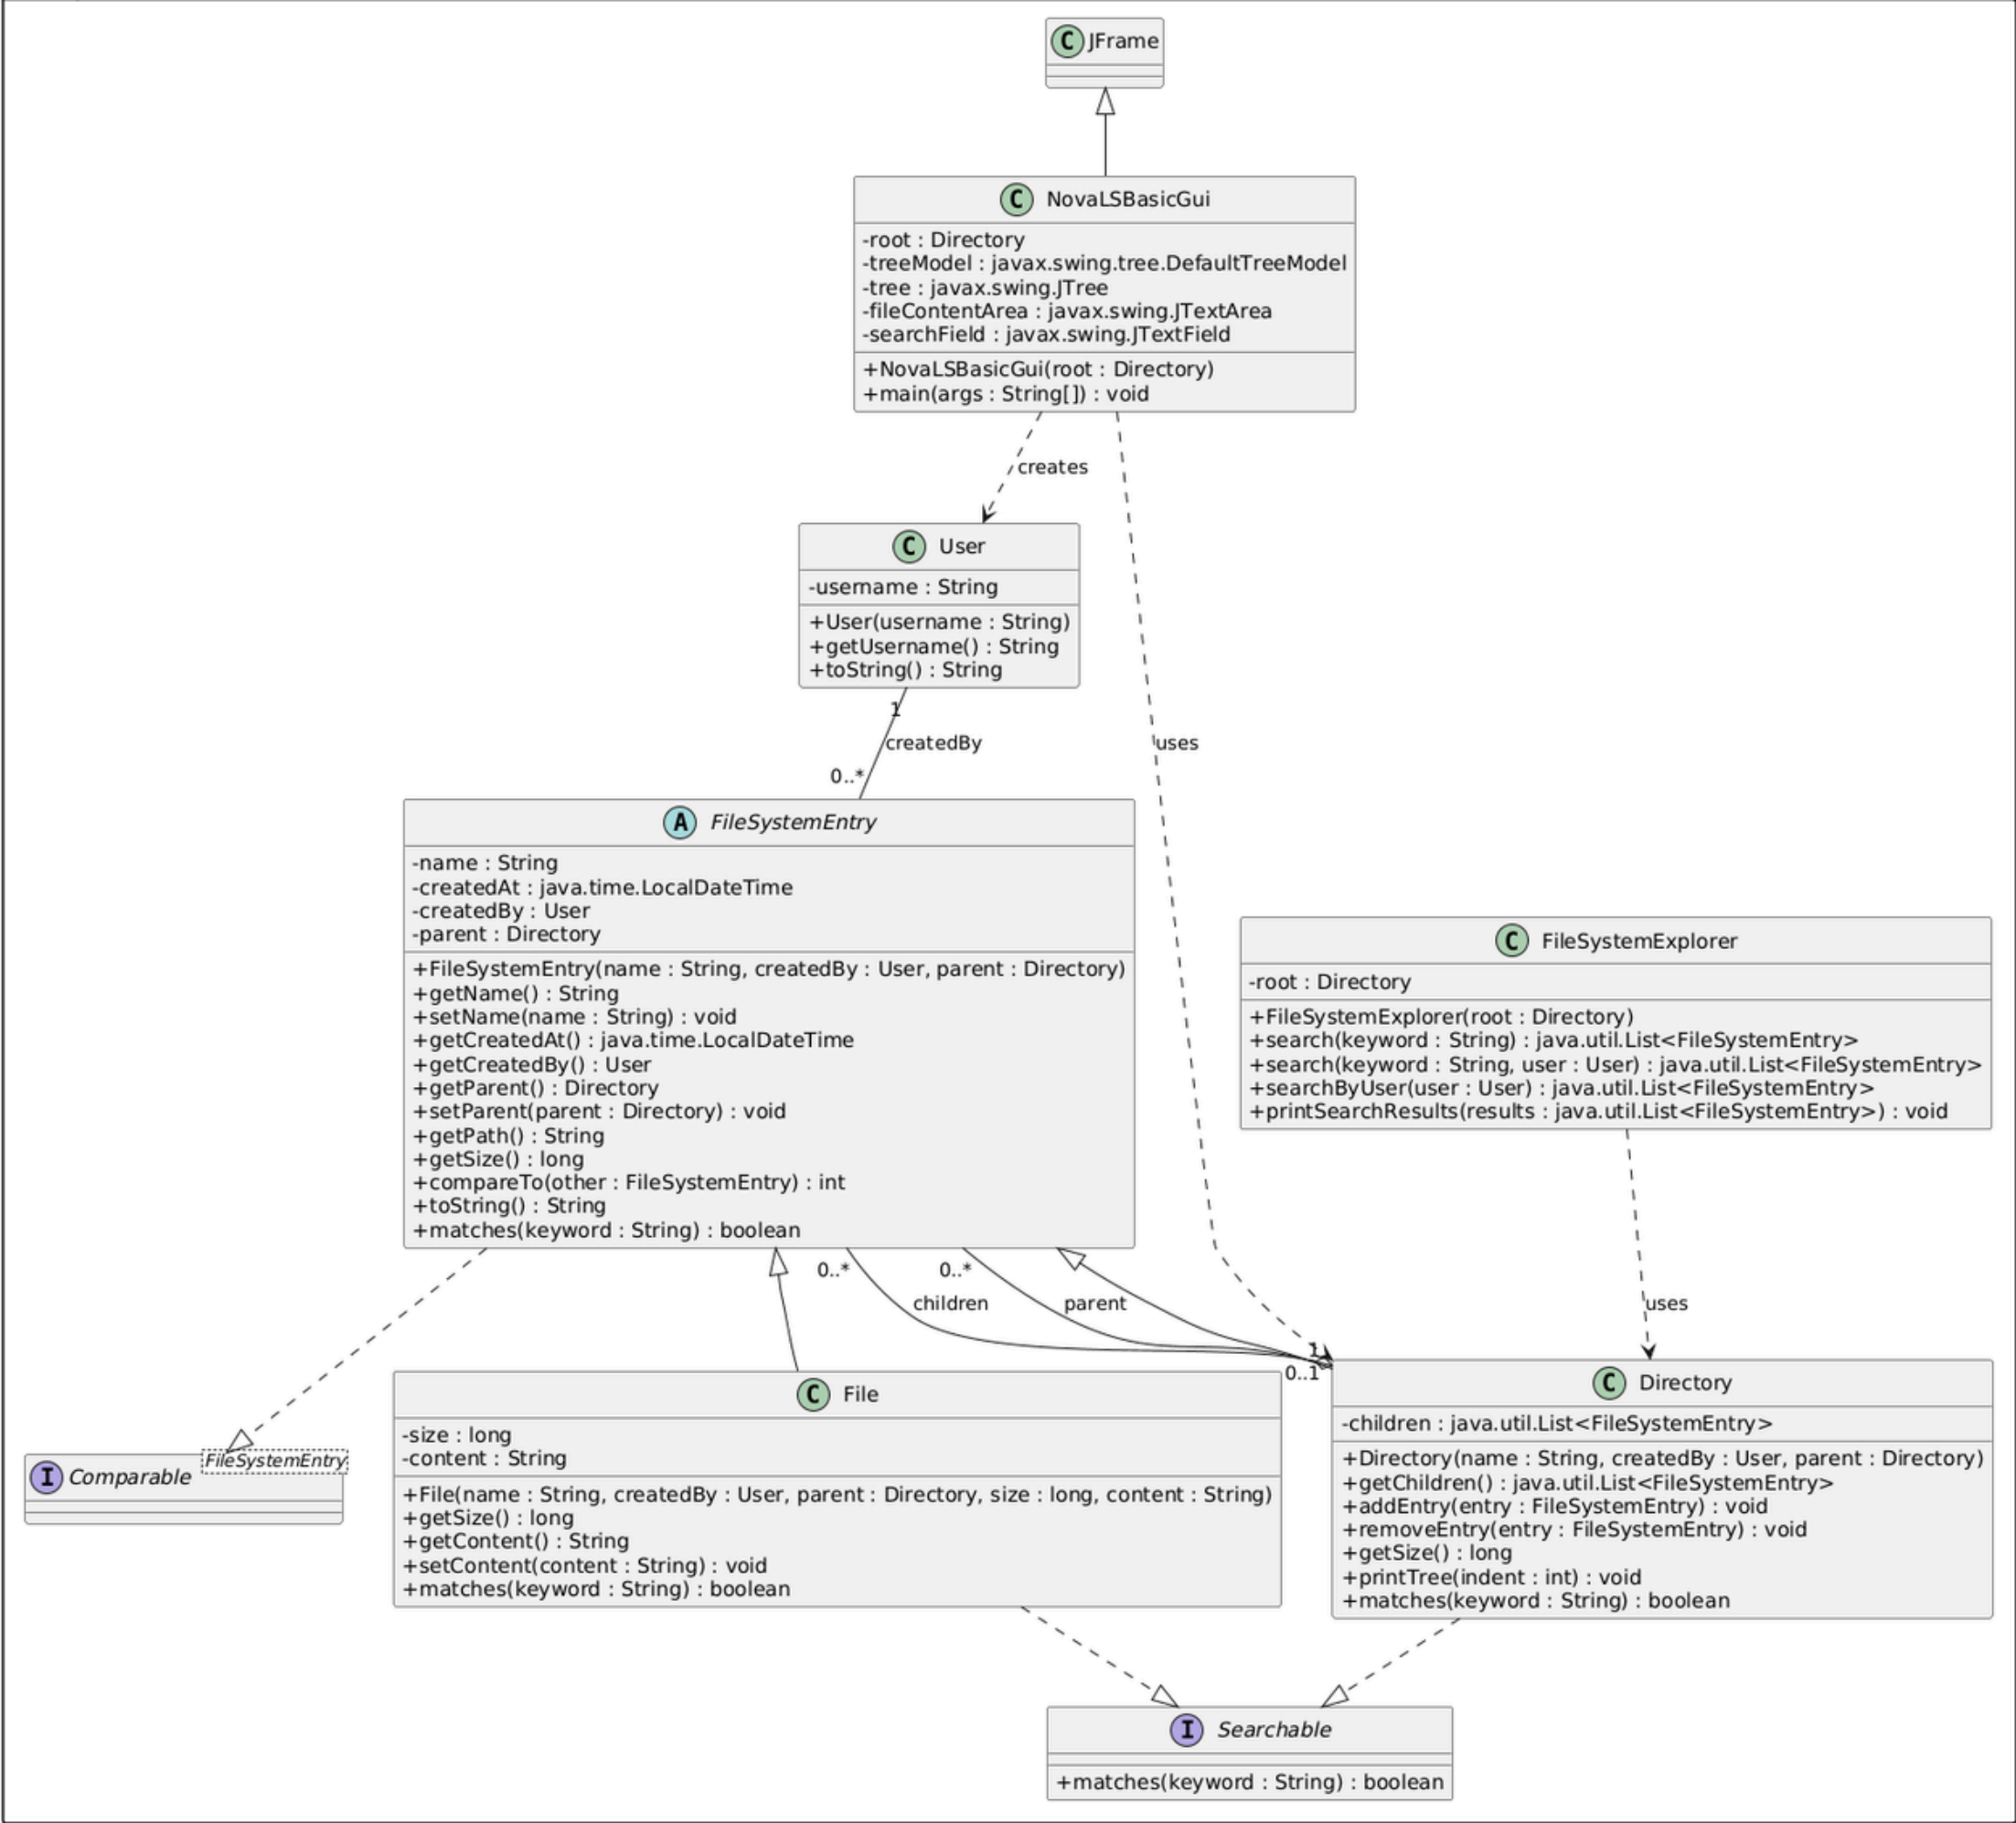 C JFrame
C NovaLSBasicGui
-root : Directory
-treeModel : javax.swing.tree.DefaultTreeModel
-tree : javax.swing.JTree
-fileContentArea : javax.swing.JTextArea
-searchField : javax.swing.JTextField
+NovaLSBasicGui(root : Directory)
+main(args : String[]) : void
creates
C User
-username : String
+User(username : String)
+getUsername() : String
+toString() : String
1
createdBy
uses
0..*
A FileSystemEntry
-name : String
-createdAt : java.time.LocalDateTime
-createdBy : User
-parent : Directory
+FileSystemEntry(name : String, createdBy : User, parent : Directory)
+getName() : String
+setName(name : String) : void
+getCreatedAt() : java.time.LocalDateTime
+getCreatedBy() : User
+getParent() : Directory
+setParent(parent : Directory) : void
+getPath() : String
+getSize() : long
+compareTo(other : FileSystemEntry) : int
+toString() : String
+matches(keyword : String) : boolean
C FileSystemExplorer
-root : Directory
+FileSystemExplorer(root : Directory)
+search(keyword : String) : java.util.List<FileSystemEntry>
+search(keyword : String, user : User) : java.util.List<FileSystemEntry>
+searchByUser(user : User) : java.util.List<FileSystemEntry>
+printSearchResults(results : java.util.List<FileSystemEntry>) : void
0..*
0..*
children
parent
uses
1
0..1
I Comparable
FileSystemEntry
C File
-size : long
-content : String
+File(name : String, createdBy : User, parent : Directory, size : long, content : String)
+getSize() : long
+getContent() : String
+setContent(content : String) : void
+matches(keyword : String) : boolean
C Directory
-children : java.util.List<FileSystemEntry>
+Directory(name : String, createdBy : User, parent : Directory)
+getChildren() : java.util.List<FileSystemEntry>
+addEntry(entry : FileSystemEntry) : void
+removeEntry(entry : FileSystemEntry) : void
+getSize() : long
+printTree(indent : int) : void
+matches(keyword : String) : boolean
I Searchable
+matches(keyword : String) : boolean